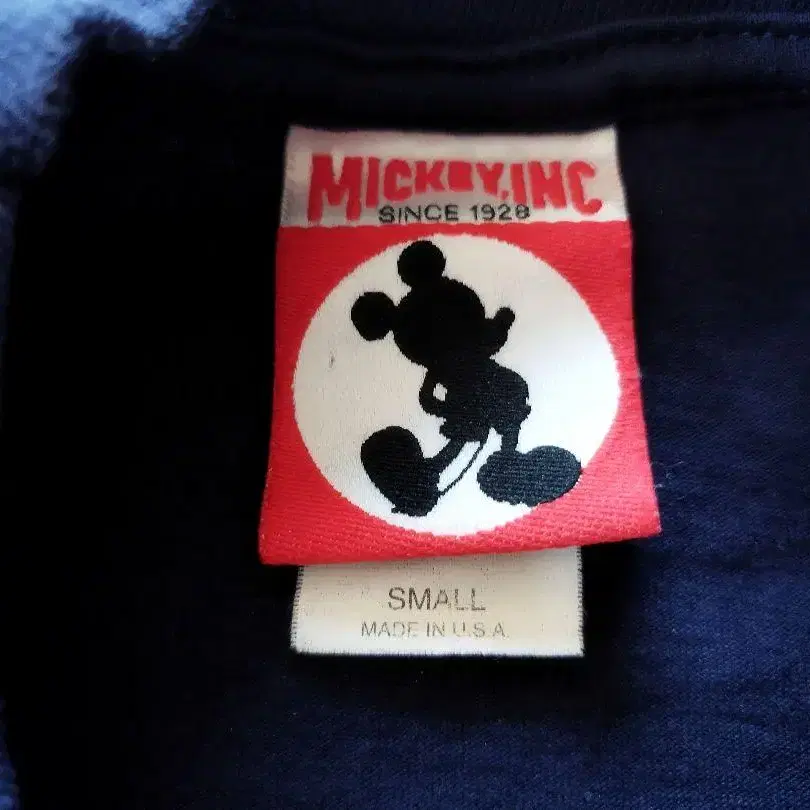 MICKEY, INC
SINCE 1928
SMALL
MADE IN U.S.A.